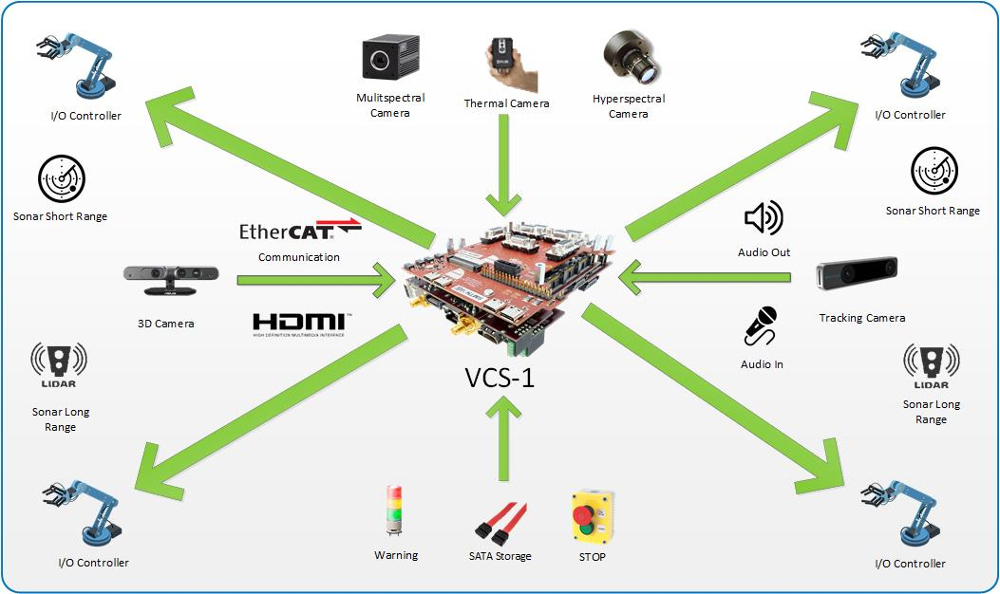 Mulitspectral
Camera
Thermal Camera
Hyperspectral
Camera
I/O Controller
I/O Controller
Sonar Short Range
Sonar Short Range
EtherCAT®
Communication
Audio Out
3D Camera
HDMI™
HIGH DEFINITION MULTIMEDIA INTERFACE
Tracking Camera
Audio In
VCS-1
LIDAR
Sonar Long
Range
LIDAR
Sonar Long
Range
Warning
SATA Storage
STOP
I/O Controller
I/O Controller